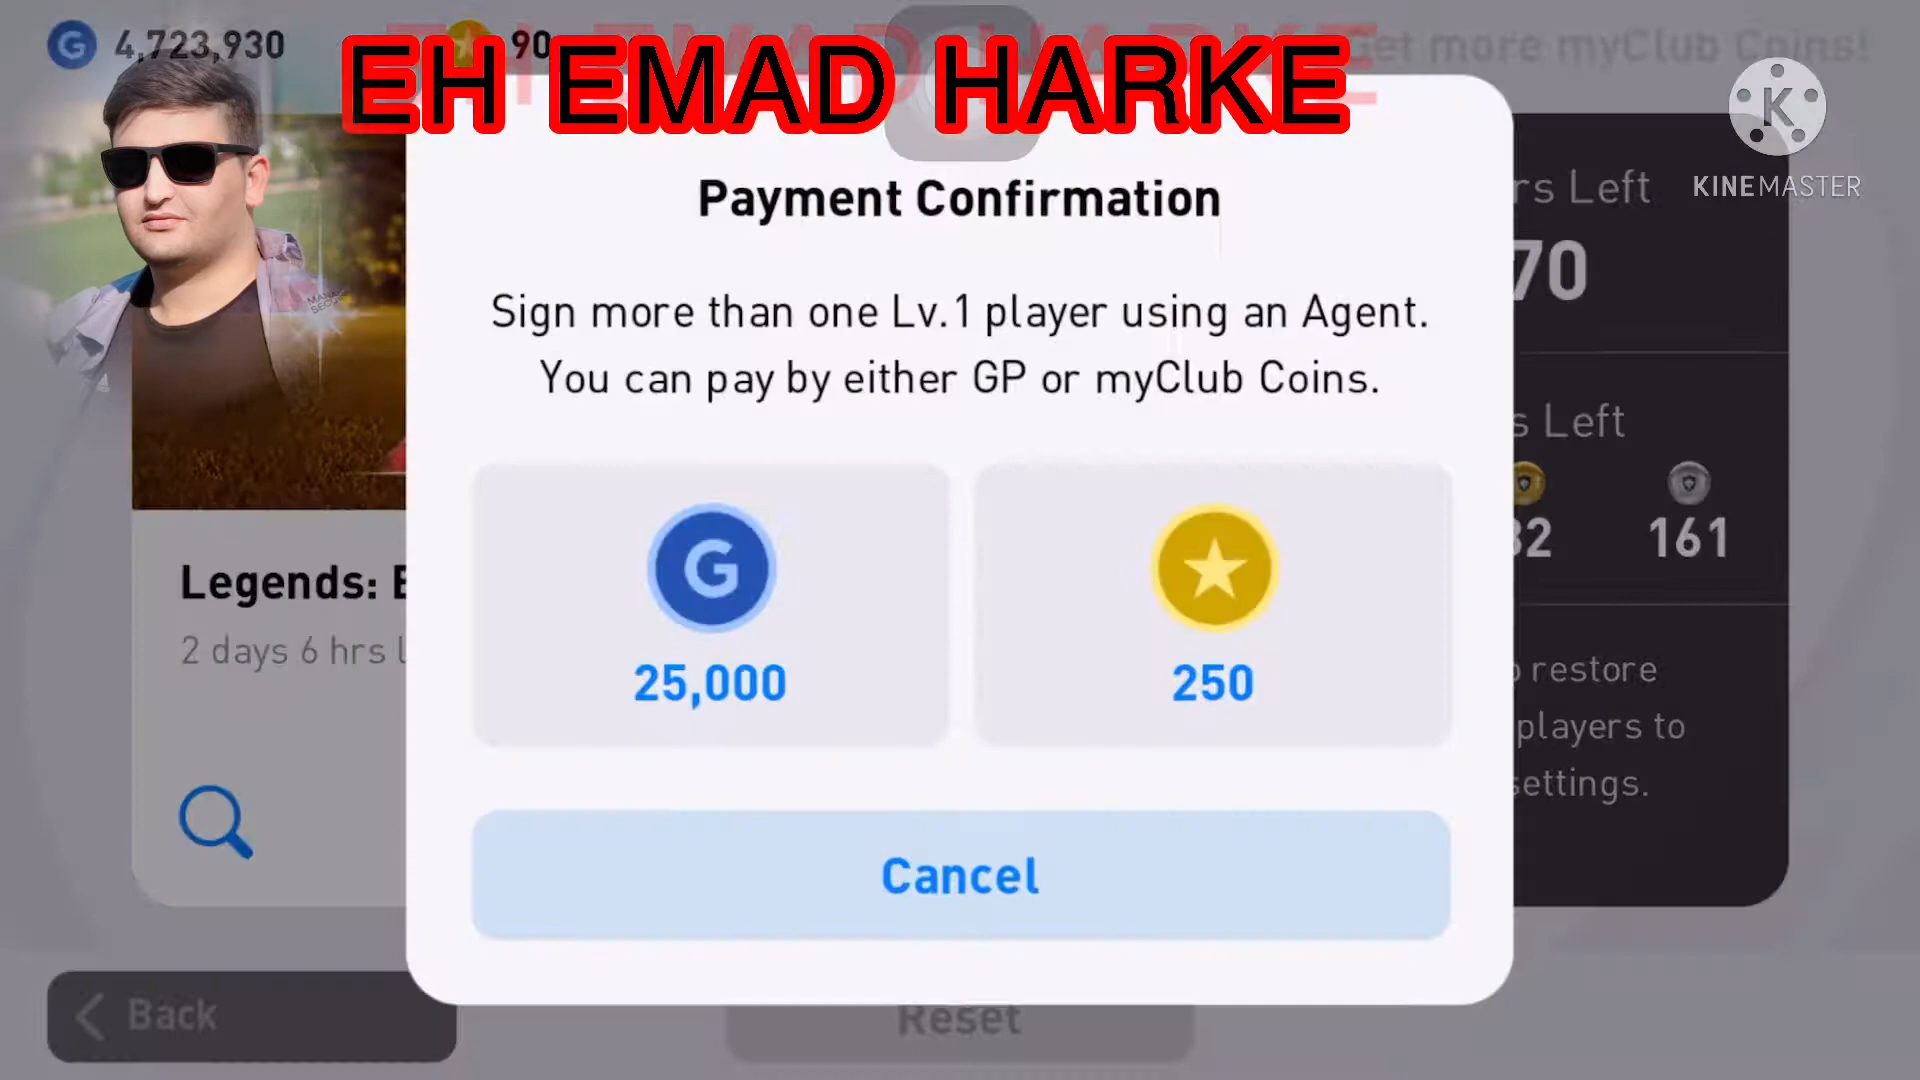 4,723,930
90
EH EMAD HARKE
get more myClub Coins!
KINEMASTER
Payment Confirmation
Sign more than one Lv.1 player using an Agent.
You can pay by either GP or myClub Coins.
25,000
250
Cancel
Legends:
2 days 6 hrs
rs Left
70
s Left
32
161
restore
players to
settings.
Back
Reset